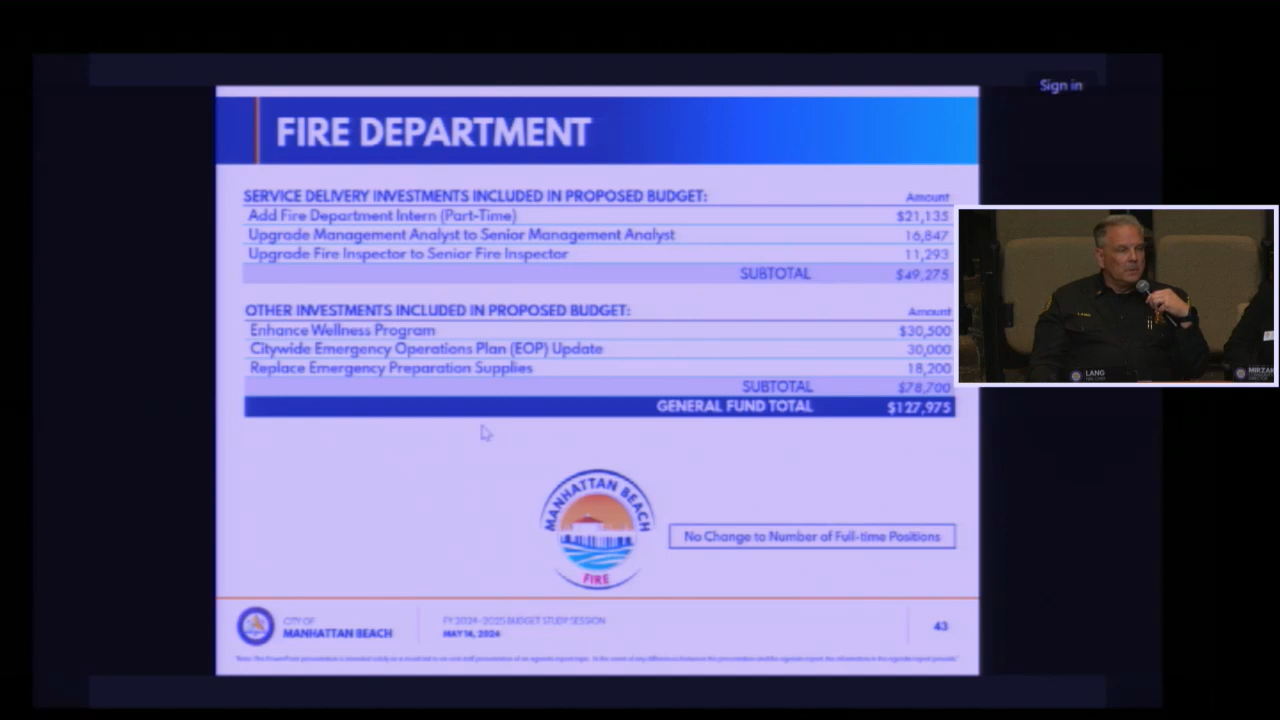 Sign in
FIRE DEPARTMENT
SERVICE DELIVERY INVESTMENTS INCLUDED IN PROPOSED BUDGET: Amount
Add Fire Department Intern (Part-Time) $21,135
Upgrade Management Analyst to Senior Management Analyst 16,847
Upgrade Fire Inspector to Senior Fire Inspector 11,293
SUBTOTAL $49,275
OTHER INVESTMENTS INCLUDED IN PROPOSED BUDGET: Amount
Enhance Wellness Program $30,500
Citywide Emergency Operations Plan (EOP) Update 30,000
Replace Emergency Preparation Supplies 18,200
SUBTOTAL $78,700
GENERAL FUND TOTAL $127,975
LANG
LANG
MIRZA
MANHATTAN BEACH
FIRE
No Change to Number of Full-time Positions
CITY OF
MANHATTAN BEACH
FY 2024-2025 BUDGET STUDY SESSION
MAY 14, 2024
43